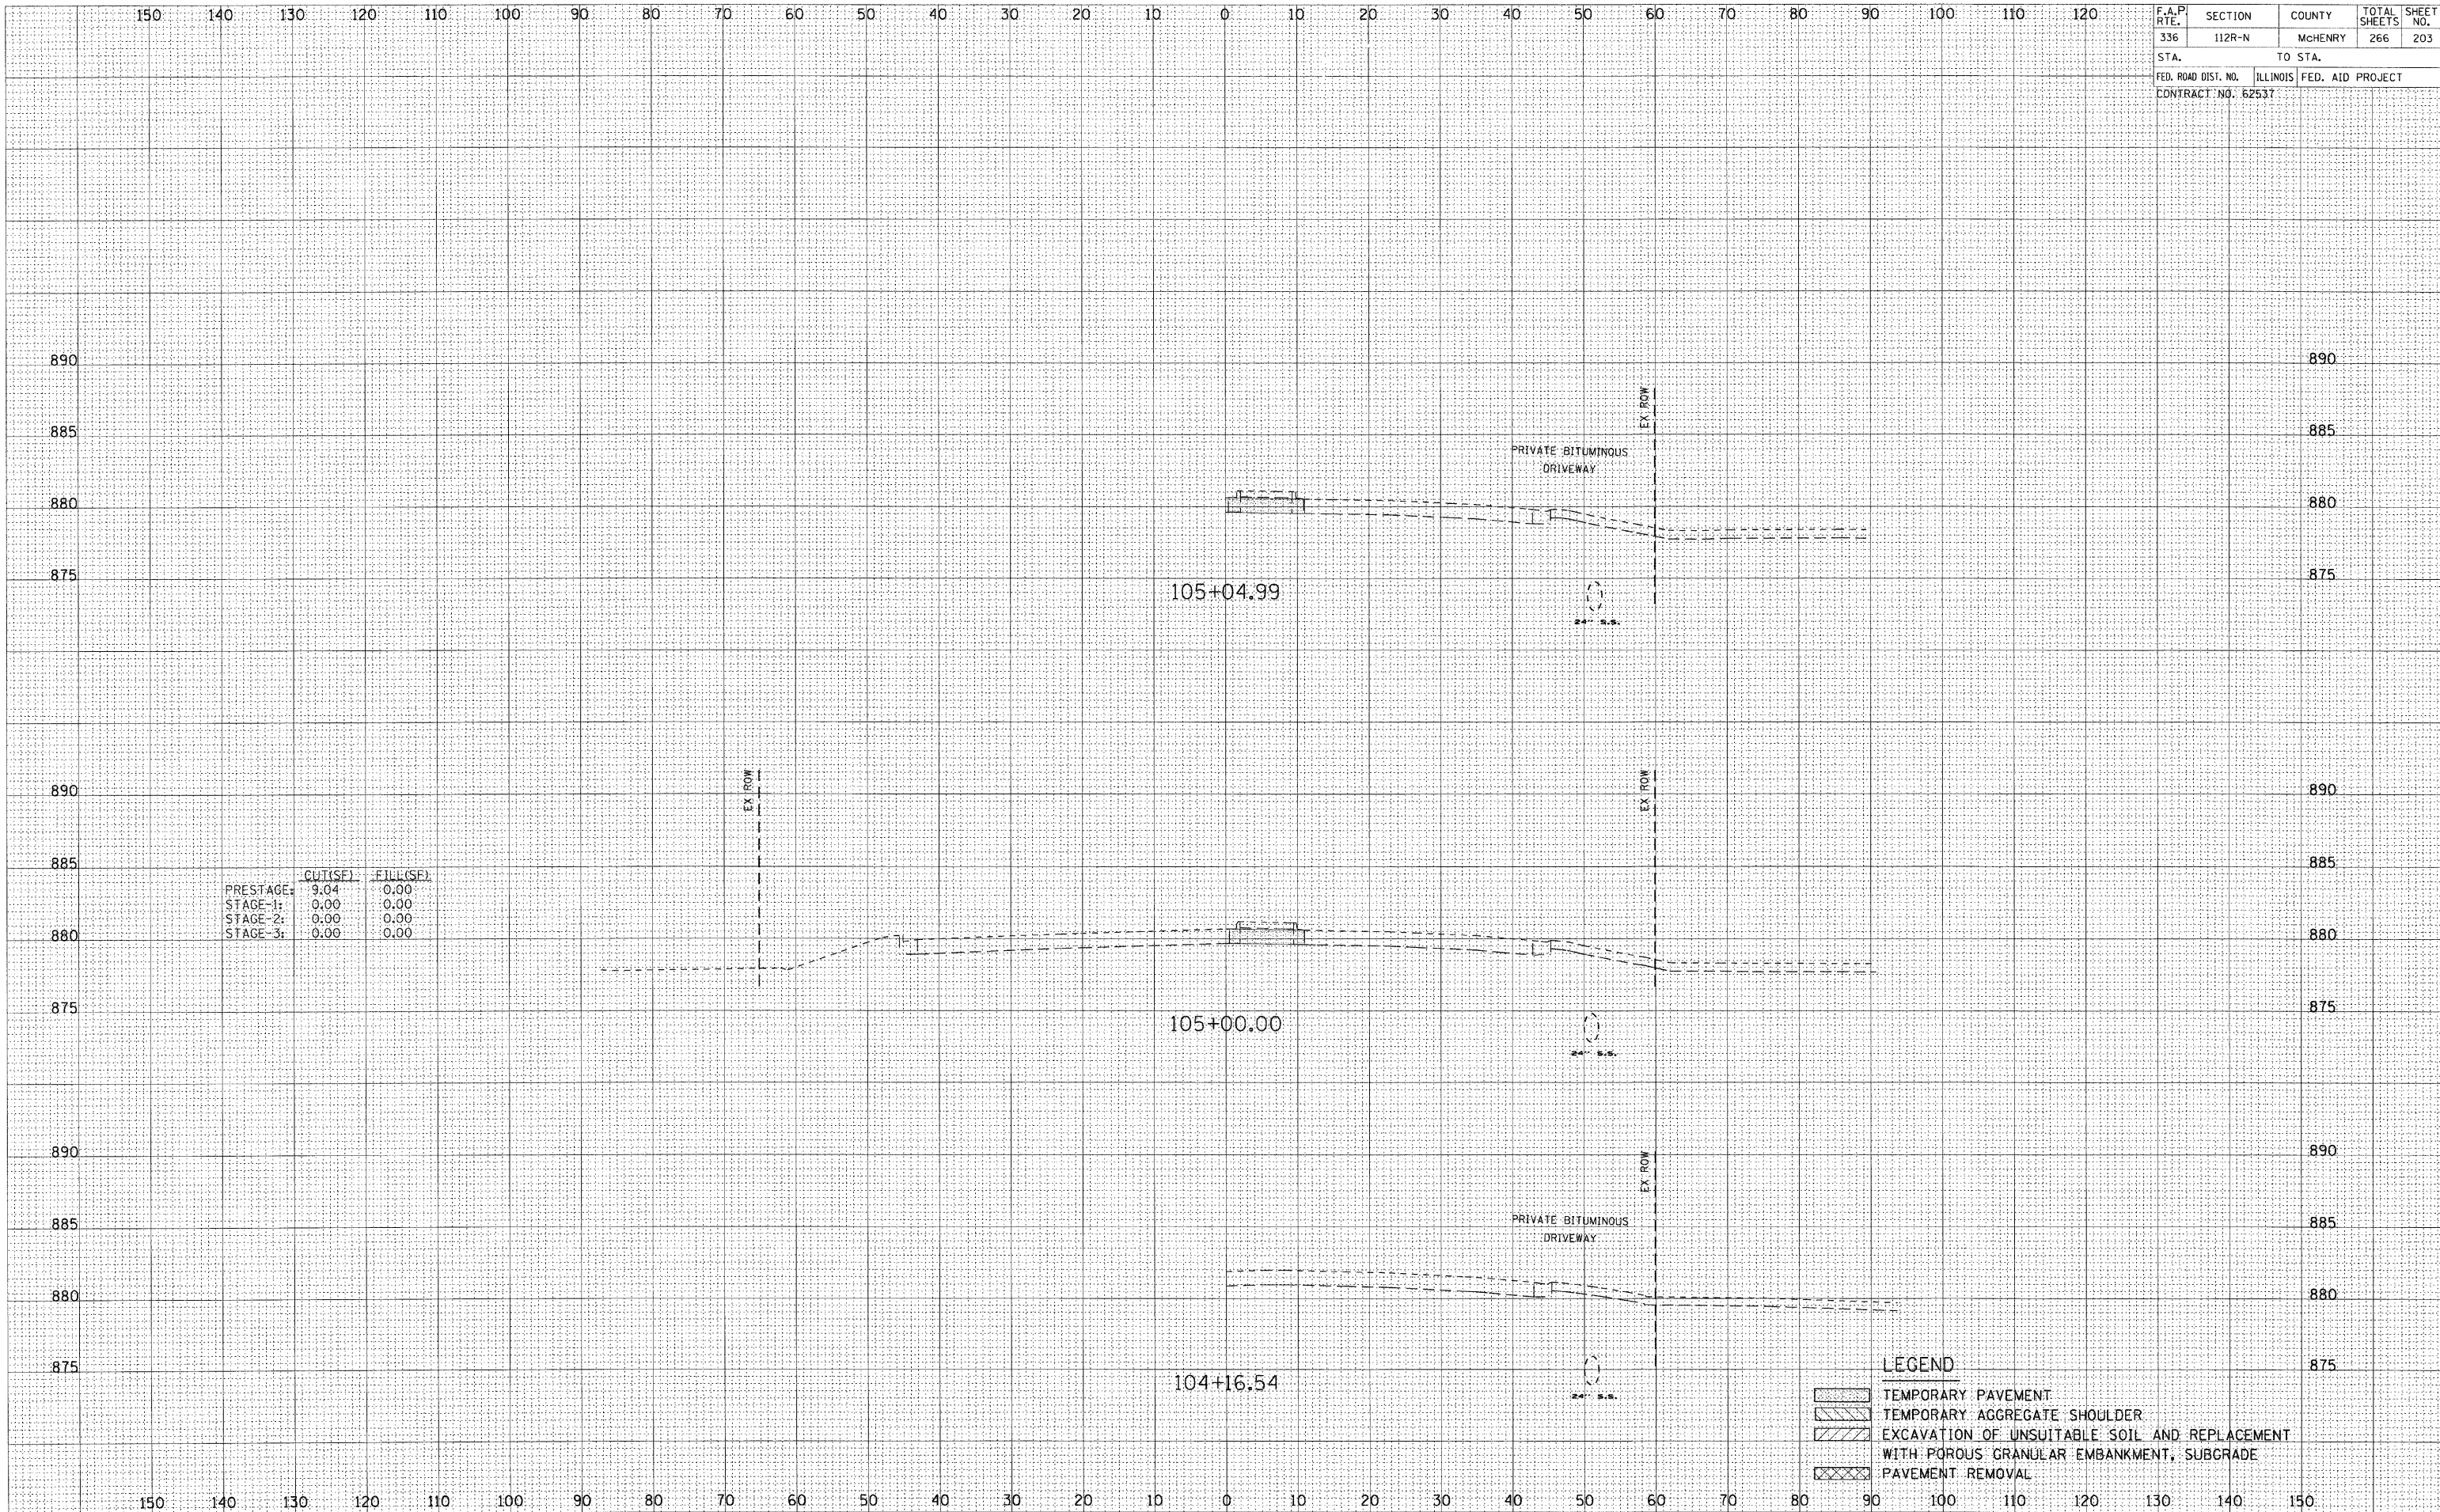 150 140 130 120 110 100 90 80 70 60 50 40 30 20 10 0 10 20 30 40 50 60 70 80 90 100 110 120
F.A.P. RTE. SECTION COUNTY TOTAL SHEETS SHEET NO.
336 112R-N McHENRY 266 203
STA. TO STA.
FED. ROAD DIST. NO. ILLINOIS FED. AID PROJECT
CONTRACT NO. 62537
890 890
EX ROW
885 885
PRIVATE BITUMINOUS
DRIVEWAY
880 880
875 875
105+04.99
24" S.S.
EX ROW EX ROW
890 890
885 885
CUT(SF) FILL(SF)
PRESTAGE: 9.04 0.00
STAGE-1: 0.00 0.00
STAGE-2: 0.00 0.00
STAGE-3: 0.00 0.00
880 880
875 875
105+00.00
24" S.S.
890 890
EX ROW
885 885
PRIVATE BITUMINOUS
DRIVEWAY
880 880
875 875
104+16.54
24" S.S.
LEGEND
TEMPORARY PAVEMENT
TEMPORARY AGGREGATE SHOULDER
EXCAVATION OF UNSUITABLE SOIL AND REPLACEMENT
WITH POROUS GRANULAR EMBANKMENT, SUBGRADE
PAVEMENT REMOVAL
150 140 130 120 110 100 90 80 70 60 50 40 30 20 10 0 10 20 30 40 50 60 70 80 90 100 110 120 130 140 150